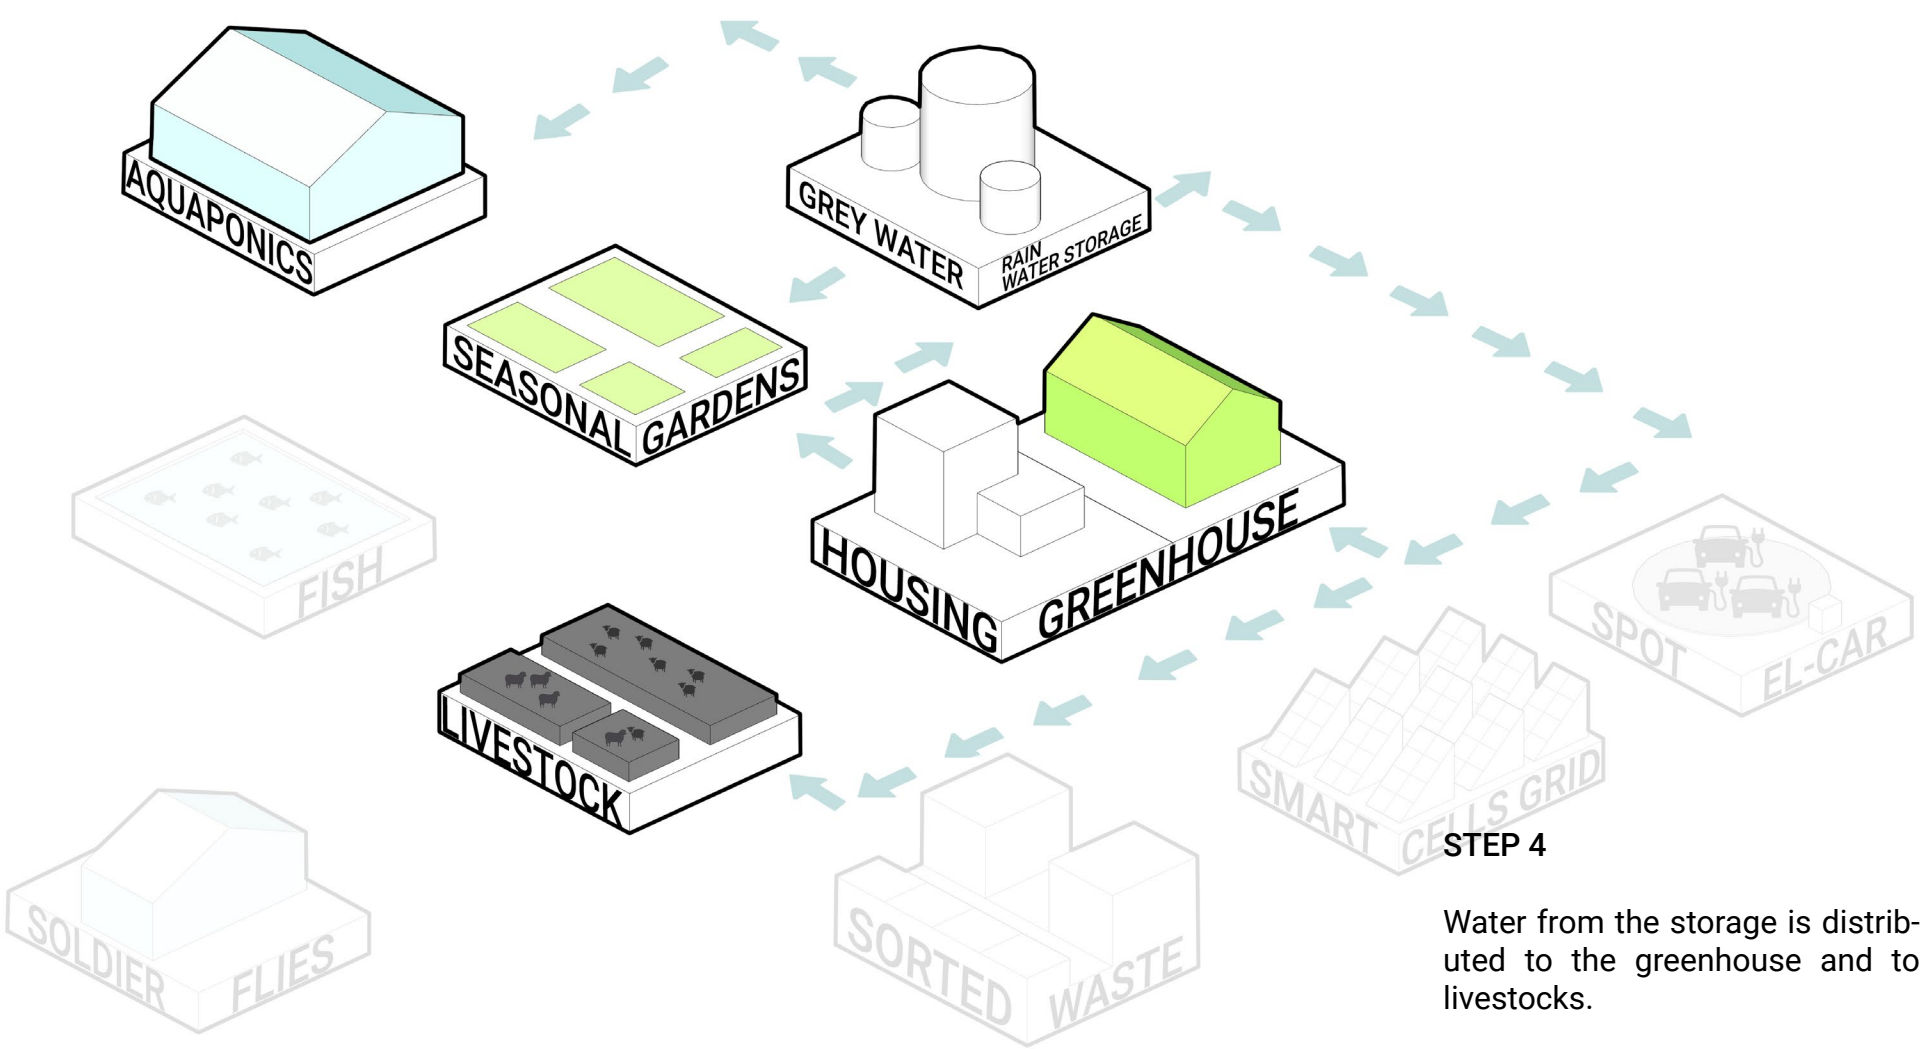 AQUAPONICS
GREY WATER
RAIN
WATER STORAGE
SEASONAL GARDENS
FISH
HOUSING GREENHOUSE
LIVESTOCK
SPOT EL-CAR
SMART CELLS GRID
SOLDIER FLIES
SORTED WASTE
STEP 4
Water from the storage is distrib-
uted to the greenhouse and to
livestocks.